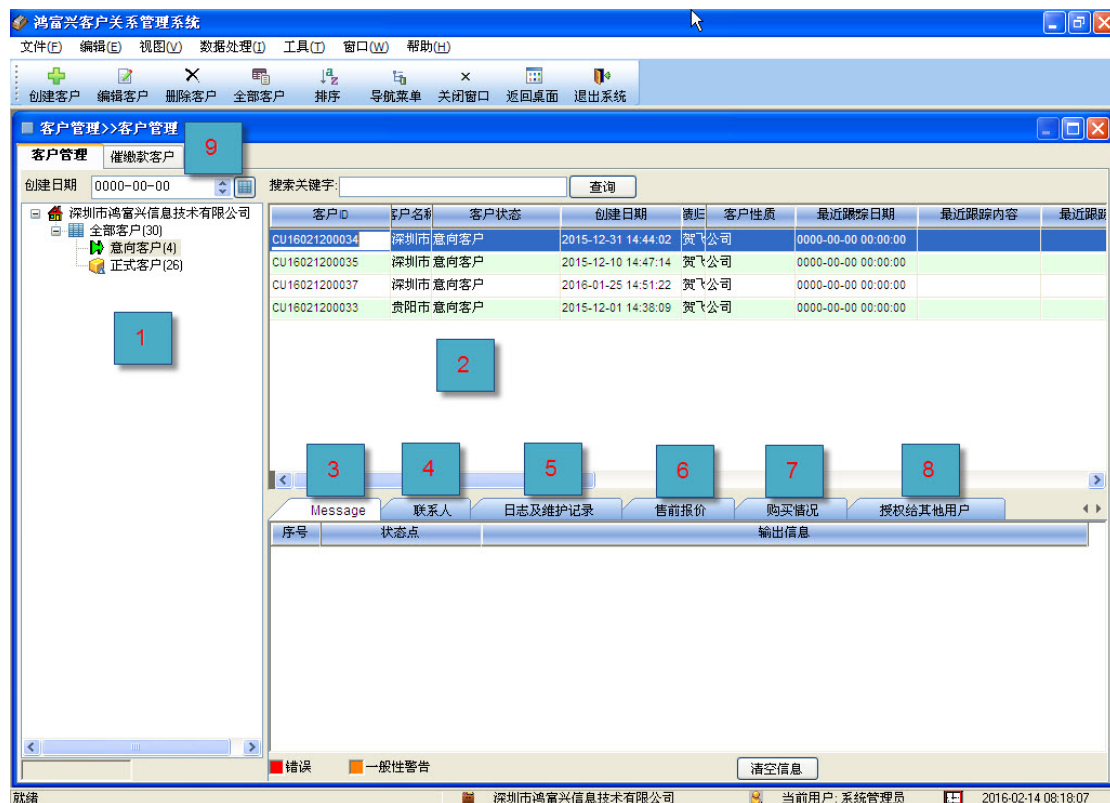 鸿富兴客户关系管理系统
文件(F) 编辑(E) 视图(V) 数据处理(I) 工具(T) 窗口(W) 帮助(H)
创建客户 编辑客户 删除客户 全部客户 排序 导航菜单 关闭窗口 返回桌面 退出系统
客户管理>>客户管理
客户管理 催缴款客户 9
创建日期 0000-00-00 搜索关键字: 查询
深圳市鸿富兴信息技术有限公司
全部客户(30)
意向客户(4)
正式客户(26)
1
客户ID 客户名称 客户状态 创建日期 客户性质 最近跟踪日期 最近跟踪内容 最近跟踪
CU16021200034 深圳市 意向客户 2015-12-31 14:44:02 贺飞 公司 0000-00-00 00:00:00
CU16021200035 深圳市 意向客户 2015-12-10 14:47:14 贺飞 公司 0000-00-00 00:00:00
CU16021200037 深圳市 意向客户 2016-01-25 14:51:22 贺飞 公司 0000-00-00 00:00:00
CU16021200033 贵阳市 意向客户 2015-12-01 14:38:09 贺飞 公司 0000-00-00 00:00:00
2
3 4 5 6 7 8
Message 联系人 日志及维护记录 售前报价 购买情况 授权给其他用户
序号 状态点 输出信息
错误 一般性警告 清空信息
就绪 深圳市鸿富兴信息技术有限公司 当前用户: 系统管理员 2016-02-14 08:18:07